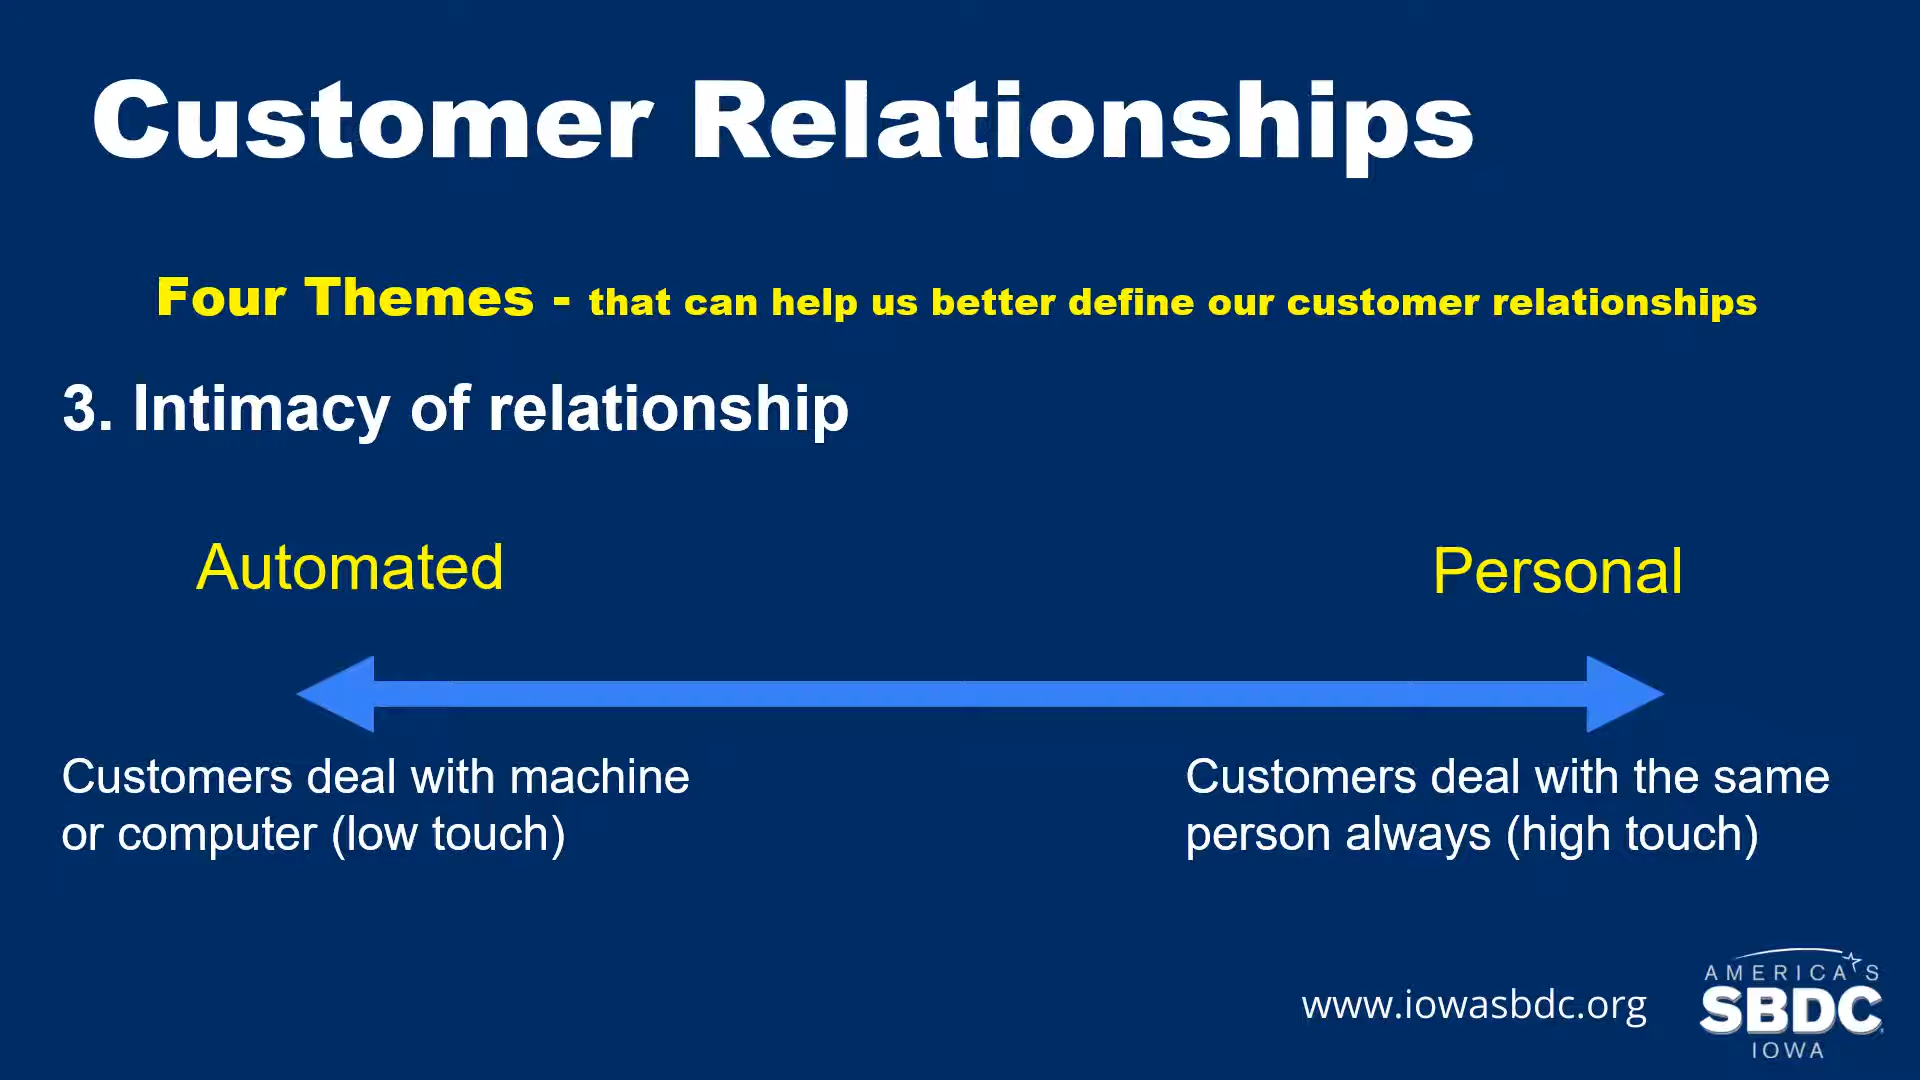 Customer Relationships
Four Themes - that can help us better define our customer relationships
3. Intimacy of relationship
Automated
Personal
Customers deal with machine
or computer (low touch)
Customers deal with the same
person always (high touch)
www.iowasbdc.org
AMERICA'S
SBDC
IOWA